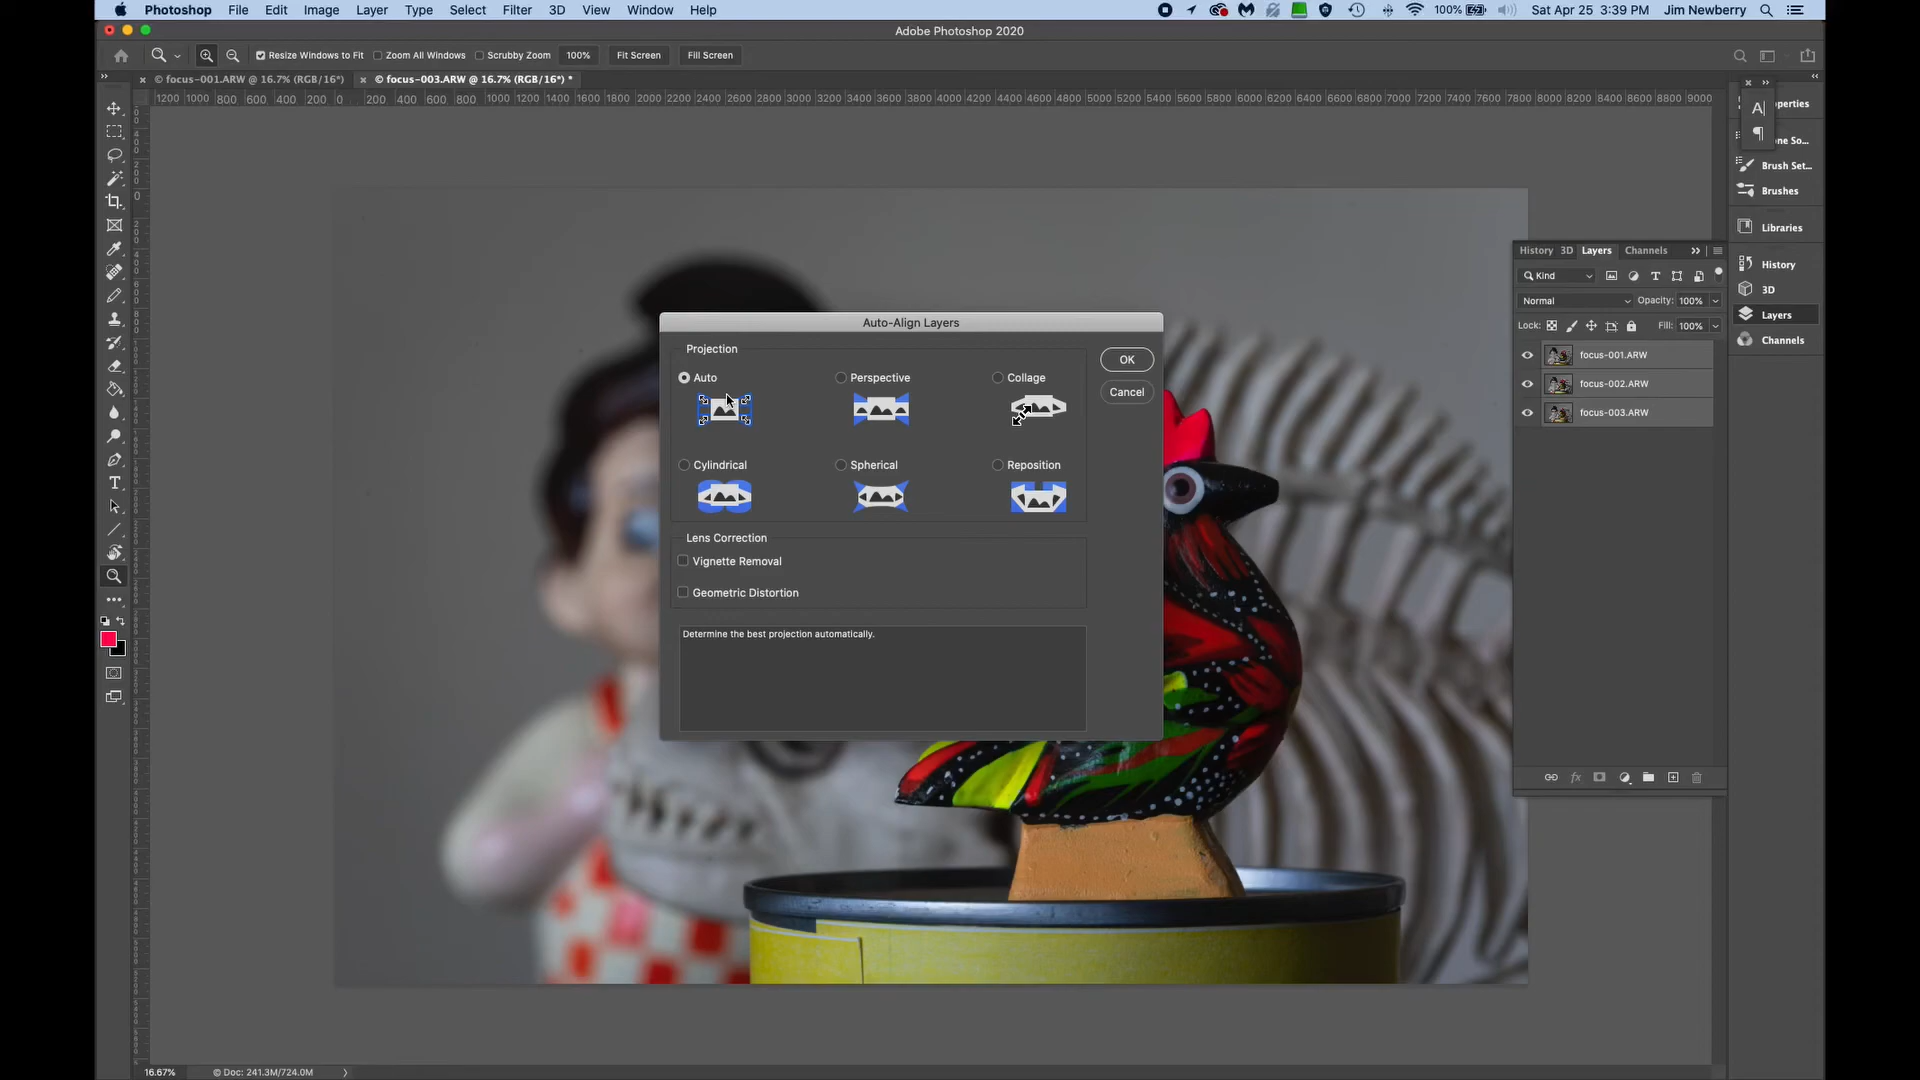 Photoshop File Edit Image Layer Type Select Filter 3D View Window Help 100% Sat Apr 25 3:39 PM Jim Newberry
Adobe Photoshop 2020
Resize Windows to Fit Zoom All Windows Scrubby Zoom 100% Fit Screen Fill Screen
× © focus-001.ARW @ 16.7% (RGB/16*) × © focus-003.ARW @ 16.7% (RGB/16*) *
1200 1000 800 600 400 200 0 200 400 600 800 1000 1200 1400 1600 1800 2000 2200 2400 2600 2800 3000 3200 3400 3600 3800 4000 4200 4400 4600 4800 5000 5200 5400 5600 5800 6000 6200 6400 6600 6800 7000 7200 7400 7600 7800 8000 8200 8400 8600 8800 9000
operties
one So...
Brush Set...
Brushes
Libraries
History
3D
Layers
Channels
History 3D Layers Channels
Kind
Normal Opacity: 100%
Lock: Fill: 100%
focus-001.ARW
focus-002.ARW
focus-003.ARW
Auto-Align Layers
Projection
Auto Perspective Collage
Cylindrical Spherical Reposition
OK
Cancel
Lens Correction
Vignette Removal
Geometric Distortion
Determine the best projection automatically.
16.67% © Doc: 241.3M/724.0M